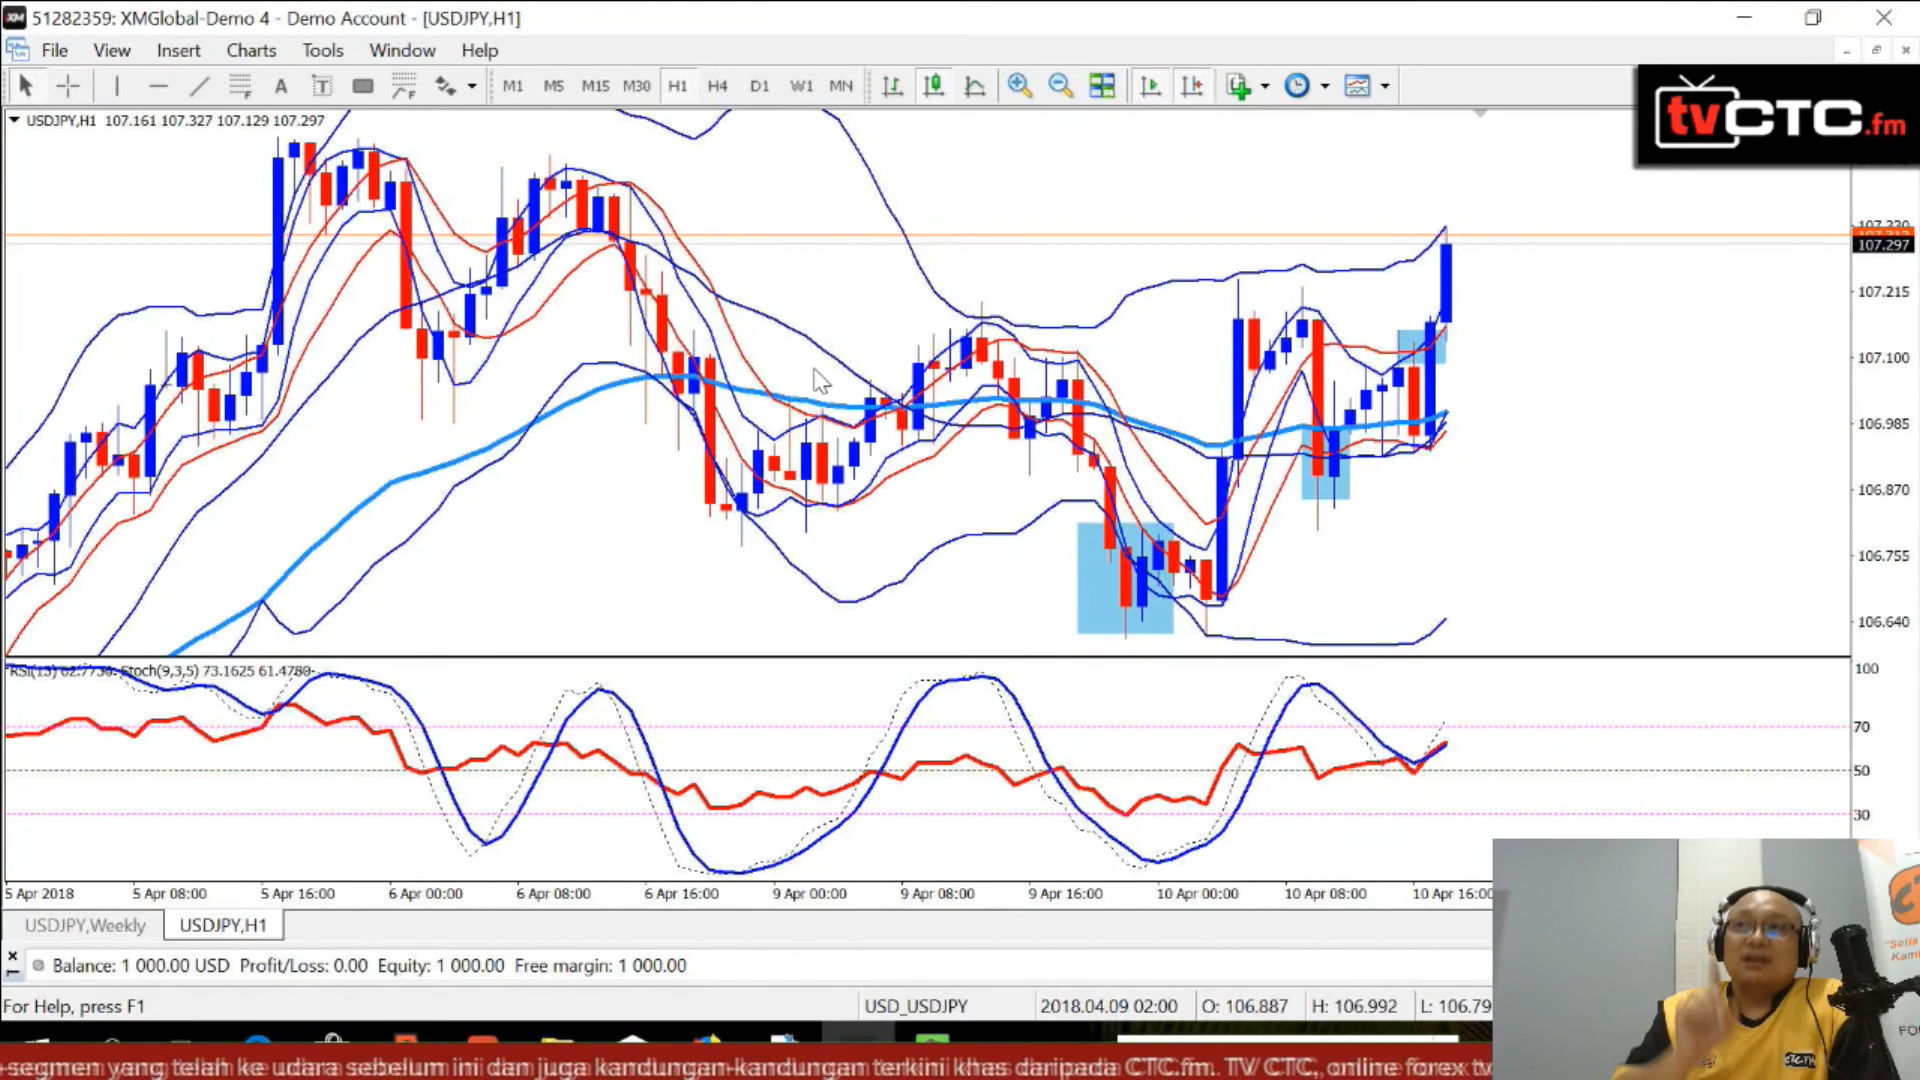 51282359: XMGlobal-Demo 4 - Demo Account - [USDJPY,H1]
File View Insert Charts Tools Window Help
M1 M5 M15 M30 H1 H4 D1 W1 MN
tvCTC.fm
USDJPY,H1 107.161 107.327 107.129 107.297
107.297
107.215
107.100
106.985
106.870
106.755
106.640
RSI(13) 62.7736 Stoch(9,3,5) 73.1625 61.4780
100
70
50
30
5 Apr 2018 5 Apr 08:00 5 Apr 16:00 6 Apr 00:00 6 Apr 08:00 6 Apr 16:00 9 Apr 00:00 9 Apr 08:00 9 Apr 16:00 10 Apr 00:00 10 Apr 08:00 10 Apr 16:00
USDJPY,Weekly USDJPY,H1
Balance: 1 000.00 USD Profit/Loss: 0.00 Equity: 1 000.00 Free margin: 1 000.00
For Help, press F1 USD_USDJPY 2018.04.09 02:00 O: 106.887 H: 106.992 L: 106.79
-segmen yang telah ke udara sebelum ini dan juga kandungan-kandungan terkini khas daripada CTC.fm. TV CTC, online forex tv